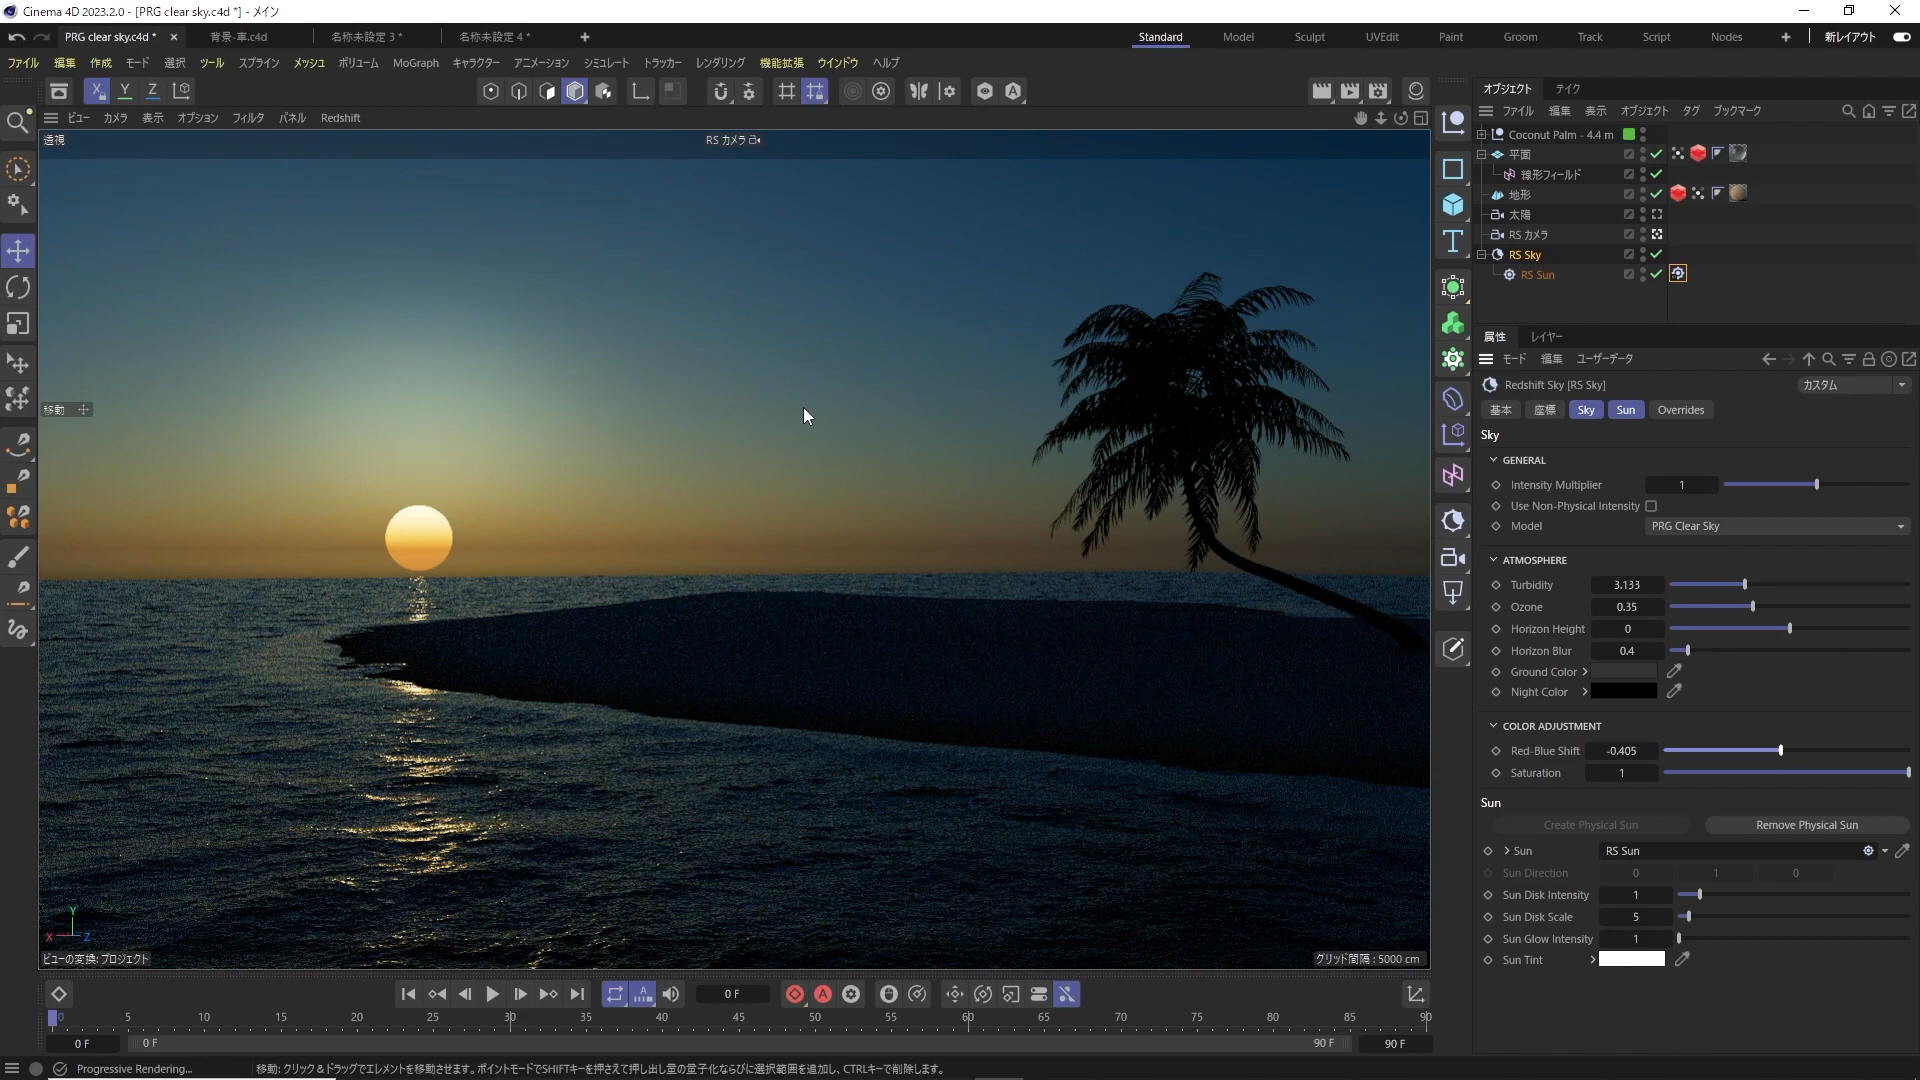 Cinema 4D 2023.2.0 - [PRG clear sky.c4d *] - メイン
PRG clear sky.c4d *
背景-車.c4d
名称未設定 3 *
名称未設定 4 *
Standard
Model
Sculpt
UVEdit
Paint
Groom
Track
Script
Nodes
新レイアウト
ファイル 編集 作成 モード 選択 ツール スプライン メッシュ ボリューム MoGraph キャラクター アニメーション シミュレート トラッカー レンダリング 機能拡張 ウインドウ ヘルプ
X Y Z
ビュー カメラ 表示 オプション フィルタ パネル Redshift
透視
RS カメラ
移動
Y
X
Z
ビューの変換: プロジェクト
グリッド間隔 : 5000 cm
オブジェクト テイク
ファイル 編集 表示 オブジェクト タグ ブックマーク
Coconut Palm - 4.4 m
平面
線形フィールド
地形
太陽
RS カメラ
RS Sky
RS Sun
属性 レイヤー
モード 編集 ユーザーデータ
Redshift Sky [RS Sky]
カスタム
基本 座標 Sky Sun Overrides
Sky
GENERAL
Intensity Multiplier 1
Use Non-Physical Intensity
Model PRG Clear Sky
ATMOSPHERE
Turbidity 3.133
Ozone 0.35
Horizon Height 0
Horizon Blur 0.4
Ground Color
Night Color
COLOR ADJUSTMENT
Red-Blue Shift -0.405
Saturation 1
Sun
Create Physical Sun Remove Physical Sun
Sun RS Sun
Sun Direction 0 1 0
Sun Disk Intensity 1
Sun Disk Scale 5
Sun Glow Intensity 1
Sun Tint
0 F
0 5 10 15 20 25 30 35 40 45 50 55 60 65 70 75 80 85 90
0 F 0 F 90 F 90 F
Progressive Rendering...
移動: クリック＆ドラッグでエレメントを移動させます。ポイントモードでSHIFTキーを押さえて押し出し量の量子化ならびに選択範囲を追加し、CTRLキーで削除します。